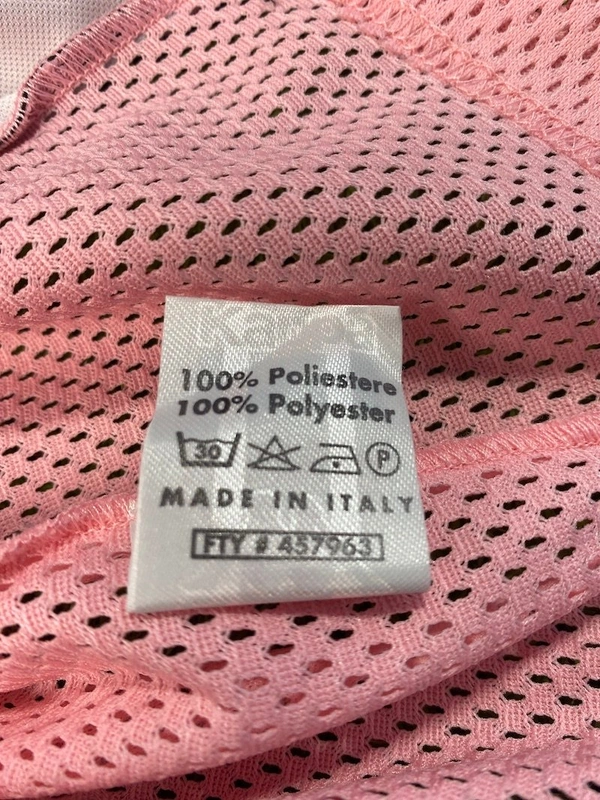 100% Poliestere
100% Polyester
30 P
MADE IN ITALY
FTY # 457963